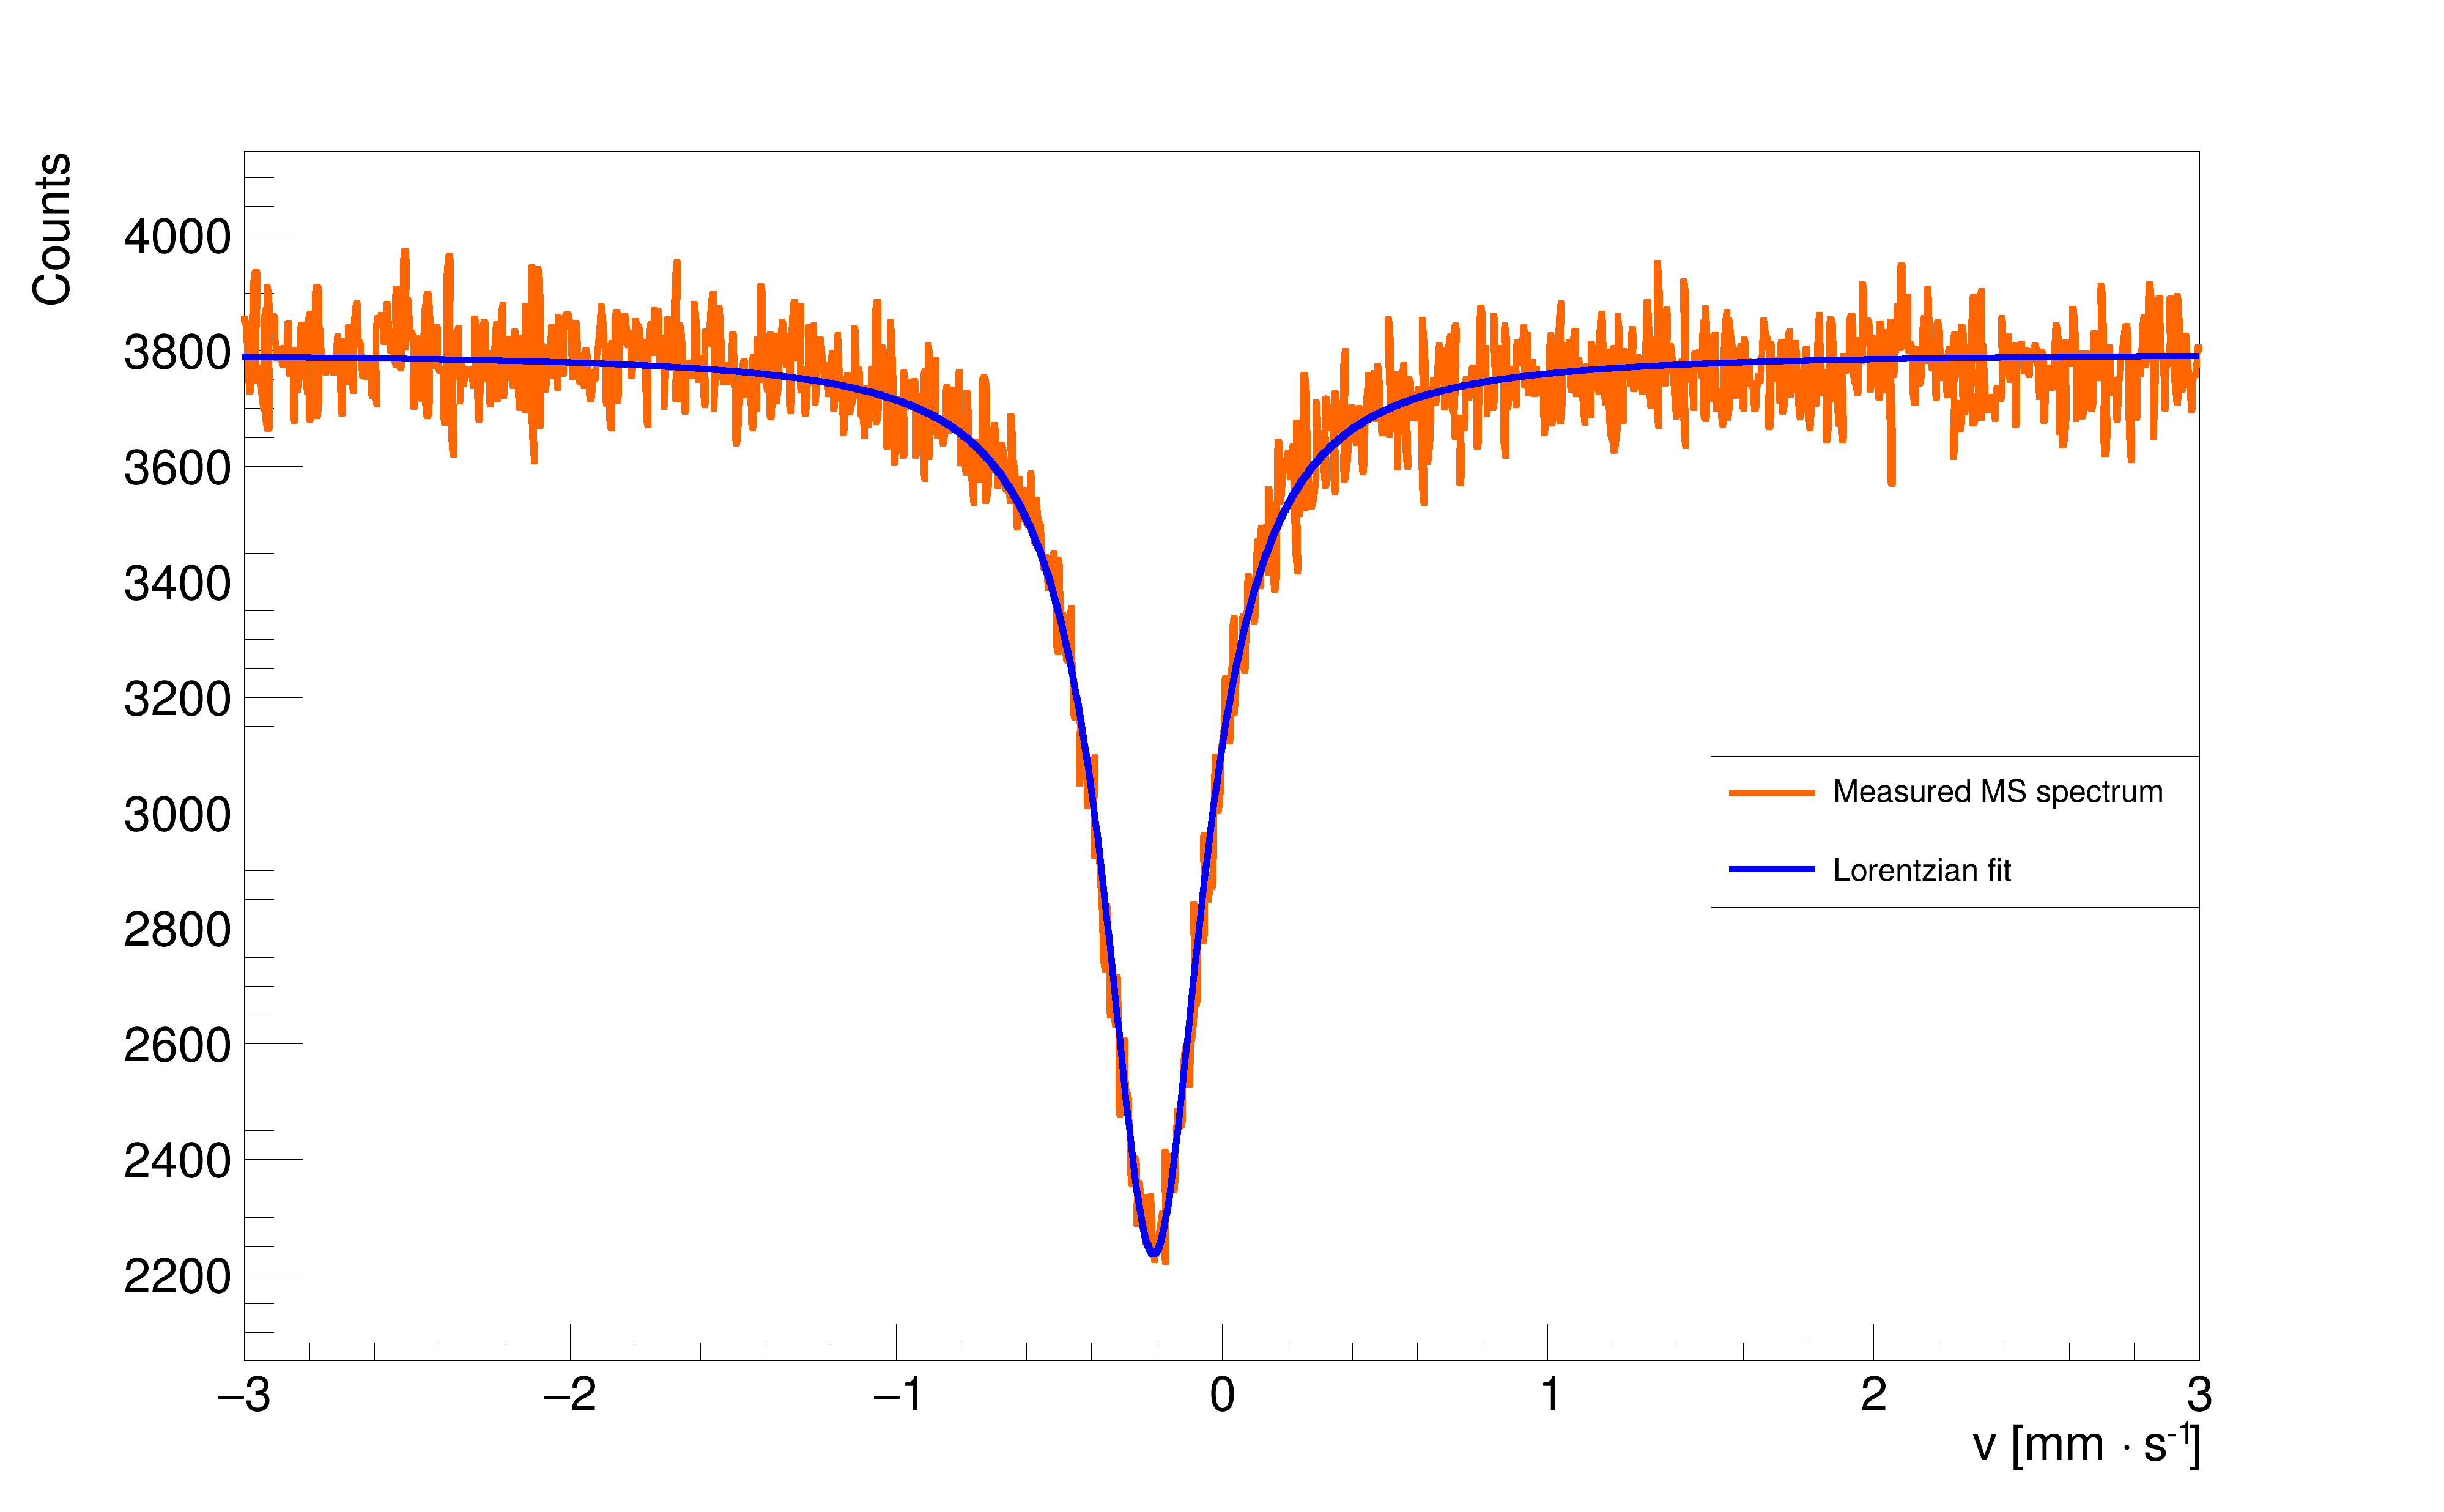 Counts
4000
3800
3600
3400
3200
3000
2800
2600
2400
2200
Measured MS spectrum
Lorentzian fit
−3 −2 −1 0 1 2 3
v [mm · s⁻¹]